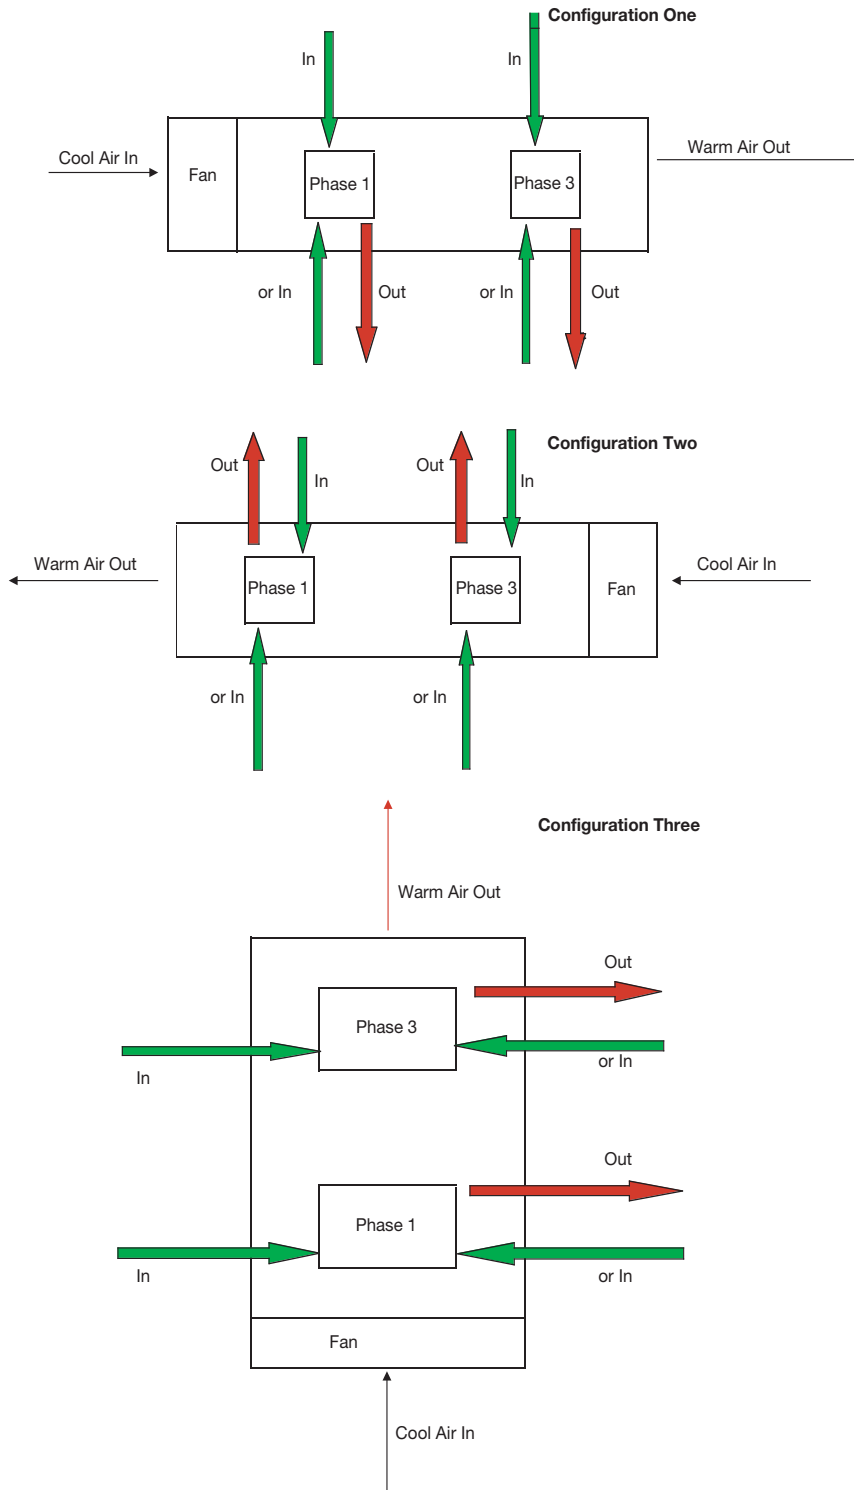 Configuration One
In
In
Cool Air In
Fan
Phase 1
Phase 3
Warm Air Out
or In
Out
or In
Out
Configuration Two
Out
In
Out
In
Warm Air Out
Phase 1
Phase 3
Fan
Cool Air In
or In
or In
Configuration Three
Warm Air Out
Out
Phase 3
In
or In
Out
Phase 1
In
or In
Fan
Cool Air In